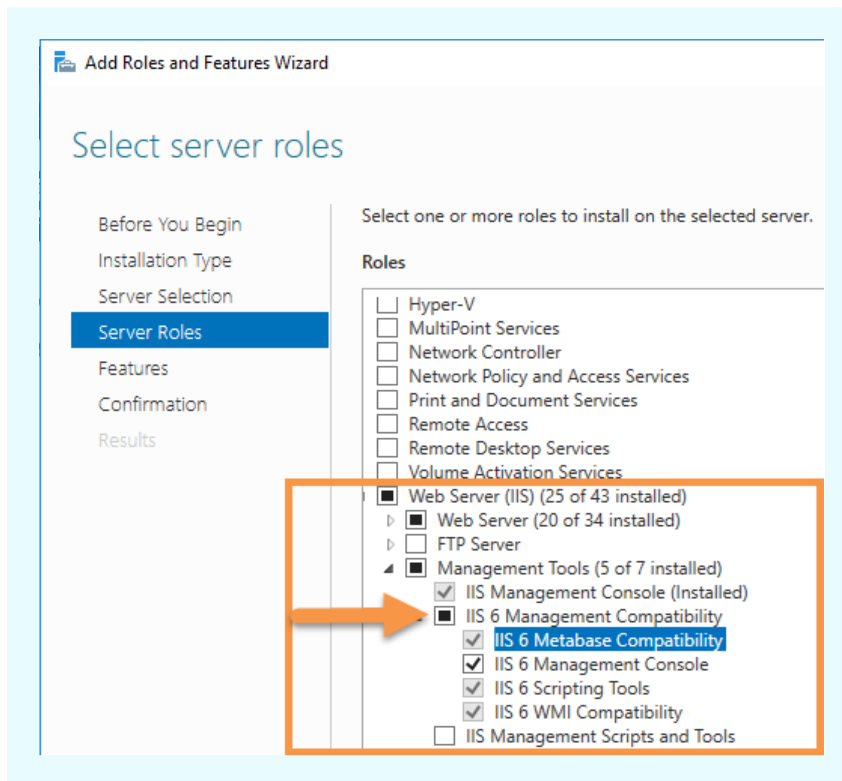 Add Roles and Features Wizard
Select server roles
Before You Begin
Installation Type
Server Selection
Server Roles
Features
Confirmation
Results
Select one or more roles to install on the selected server.
Roles
Hyper-V
MultiPoint Services
Network Controller
Network Policy and Access Services
Print and Document Services
Remote Access
Remote Desktop Services
Volume Activation Services
Web Server (IIS) (25 of 43 installed)
Web Server (20 of 34 installed)
FTP Server
Management Tools (5 of 7 installed)
IIS Management Console (Installed)
IIS 6 Management Compatibility
IIS 6 Metabase Compatibility
IIS 6 Management Console
IIS 6 Scripting Tools
IIS 6 WMI Compatibility
IIS Management Scripts and Tools